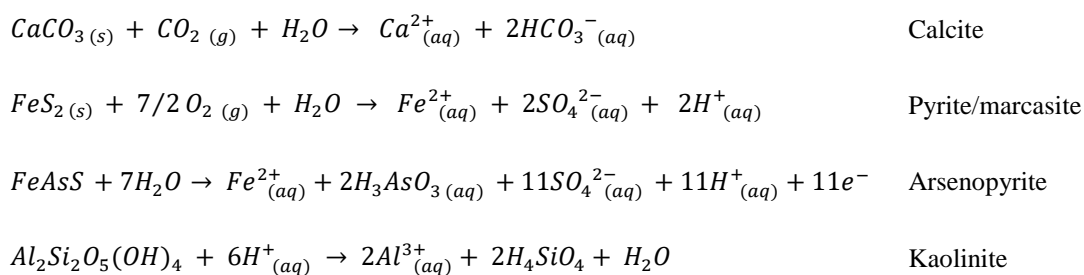 CaCO₃ ₍ₛ₎ + CO₂ ₍g₎ + H₂O → Ca²⁺₍aq₎ + 2HCO₃⁻₍aq₎ Calcite
FeS₂ ₍ₛ₎ + 7/2 O₂ ₍g₎ + H₂O → Fe²⁺₍aq₎ + 2SO₄²⁻₍aq₎ + 2H⁺₍aq₎ Pyrite/marcasite
FeAsS + 7H₂O → Fe²⁺₍aq₎ + 2H₃AsO₃ ₍aq₎ + 11SO₄²⁻₍aq₎ + 11H⁺₍aq₎ + 11e⁻ Arsenopyrite
Al₂Si₂O₅(OH)₄ + 6H⁺₍aq₎ → 2Al³⁺₍aq₎ + 2H₄SiO₄ + H₂O Kaolinite